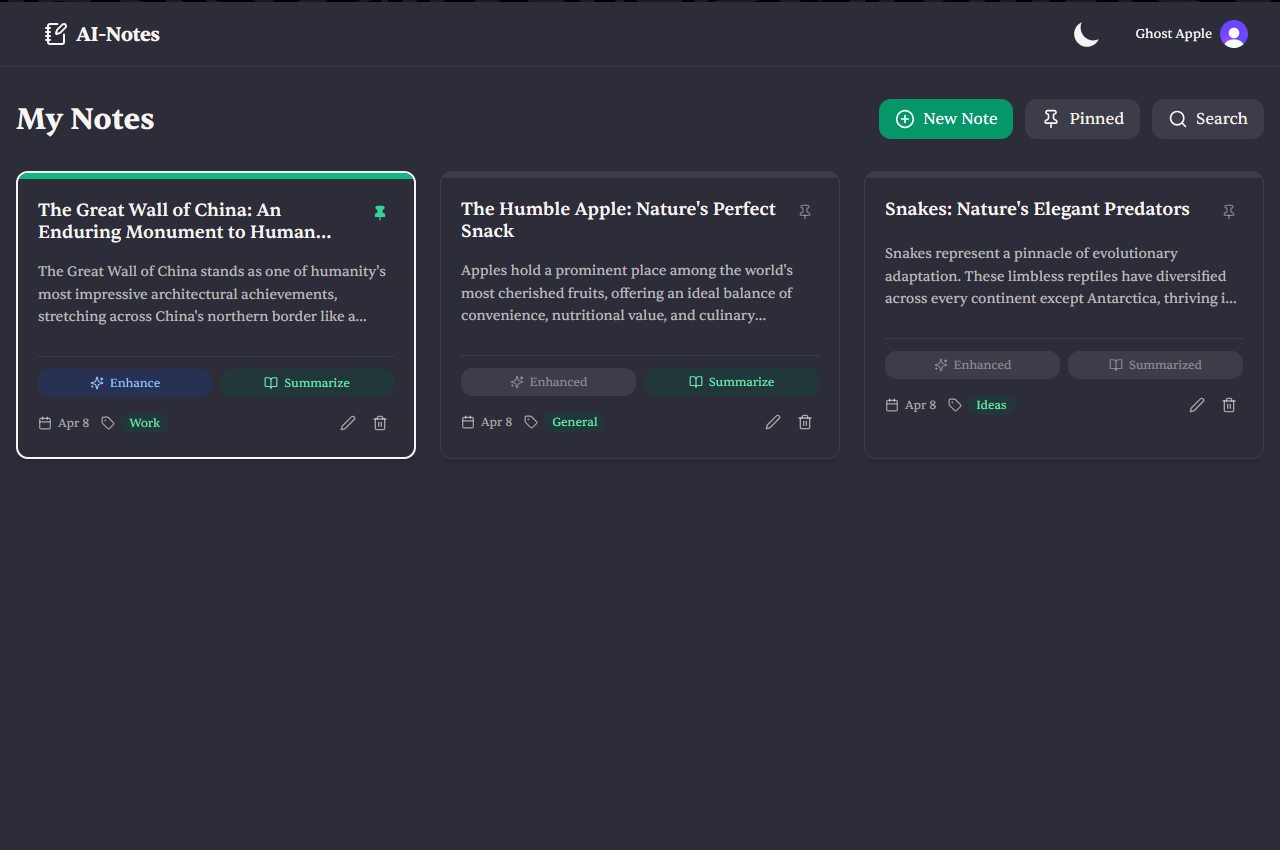 AI-Notes
Ghost Apple
My Notes
New Note
Pinned
Search
The Great Wall of China: An
Enduring Monument to Human...
The Great Wall of China stands as one of humanity's
most impressive architectural achievements,
stretching across China's northern border like a...
Enhance
Summarize
Apr 8
Work
The Humble Apple: Nature's Perfect
Snack
Apples hold a prominent place among the world's
most cherished fruits, offering an ideal balance of
convenience, nutritional value, and culinary...
Enhanced
Summarize
Apr 8
General
Snakes: Nature's Elegant Predators
Snakes represent a pinnacle of evolutionary
adaptation. These limbless reptiles have diversified
across every continent except Antarctica, thriving i...
Enhanced
Summarized
Apr 8
Ideas